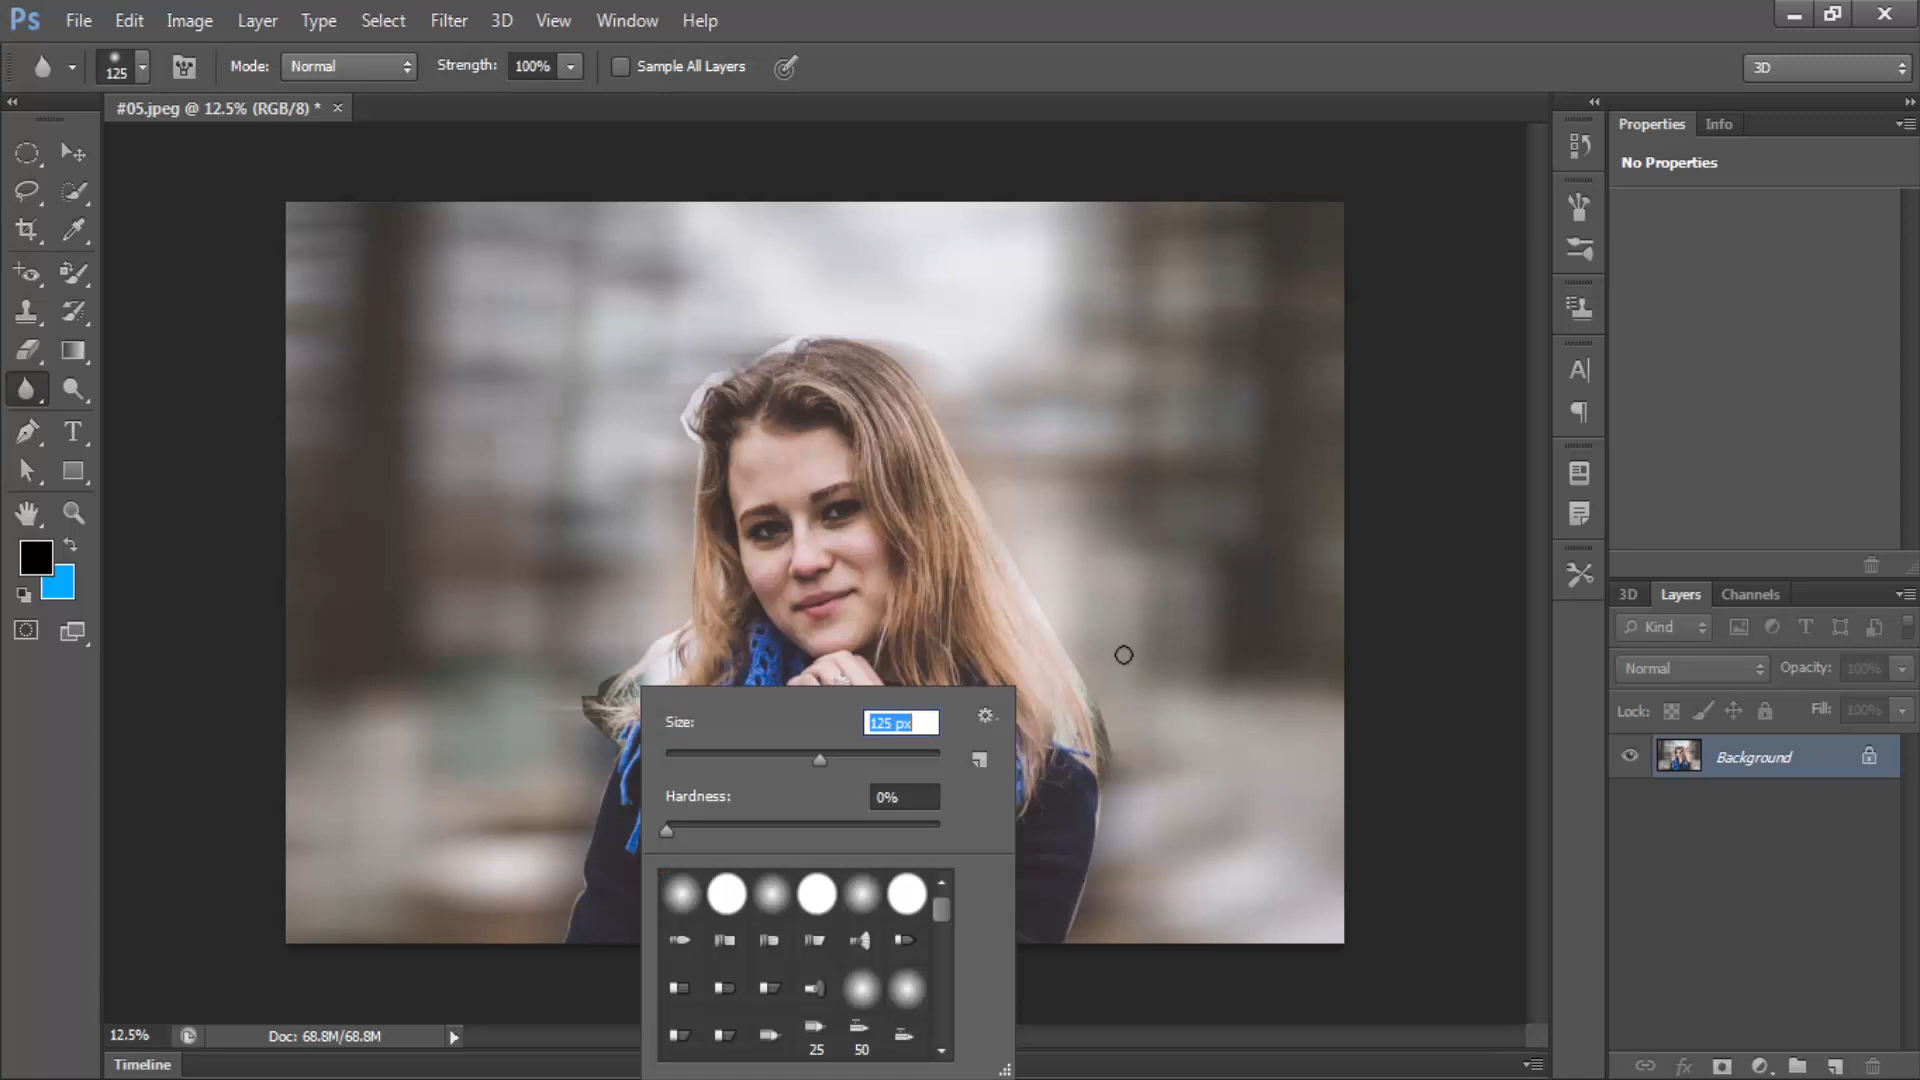 Ps File Edit Image Layer Type Select Filter 3D View Window Help
125 Mode: Normal Strength: 100% Sample All Layers 3D
#05.jpeg @ 12.5% (RGB/8) * ×
Properties Info
No Properties
Size: 125 px
Hardness: 0%
25 50
3D Layers Channels
Kind
Normal Opacity: 100%
Lock: Fill: 100%
Background
12.5% Doc: 68.8M/68.8M
Timeline